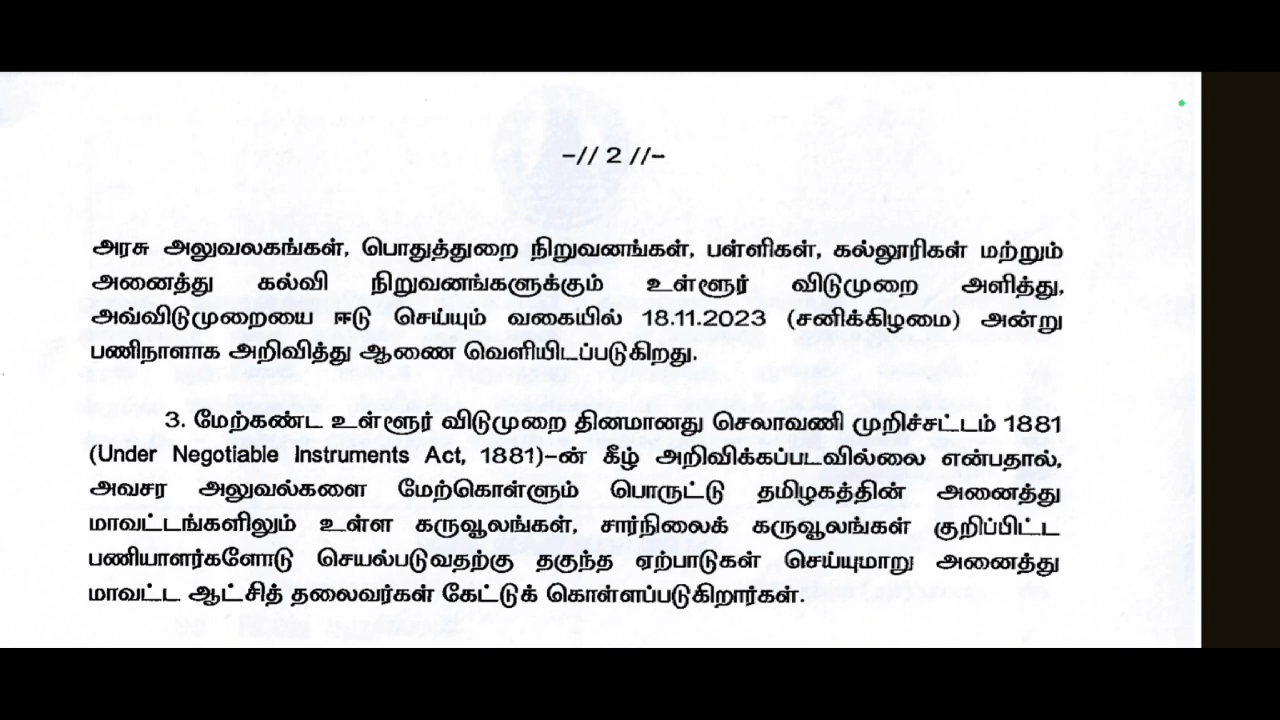 –// 2 //–
அரசு அலுவலகங்கள், பொதுத்துறை நிறுவனங்கள், பள்ளிகள், கல்லூரிகள் மற்றும்
அனைத்து கல்வி நிறுவனங்களுக்கும் உள்ளூர் விடுமுறை அளித்து,
அவ்விடுமுறையை ஈடு செய்யும் வகையில் 18.11.2023 (சனிக்கிழமை) அன்று
பணிநாளாக அறிவித்து ஆணை வெளியிடப்படுகிறது.
3. மேற்கண்ட உள்ளூர் விடுமுறை தினமானது செலாவணி முறிச்சட்டம் 1881
(Under Negotiable Instruments Act, 1881)–ன் கீழ் அறிவிக்கப்படவில்லை என்பதால்,
அவசர அலுவல்களை மேற்கொள்ளும் பொருட்டு தமிழகத்தின் அனைத்து
மாவட்டங்களிலும் உள்ள கருவூலங்கள், சார்நிலைக் கருவூலங்கள் குறிப்பிட்ட
பணியாளர்களோடு செயல்படுவதற்கு தகுந்த ஏற்பாடுகள் செய்யுமாறு அனைத்து
மாவட்ட ஆட்சித் தலைவர்கள் கேட்டுக் கொள்ளப்படுகிறார்கள்.